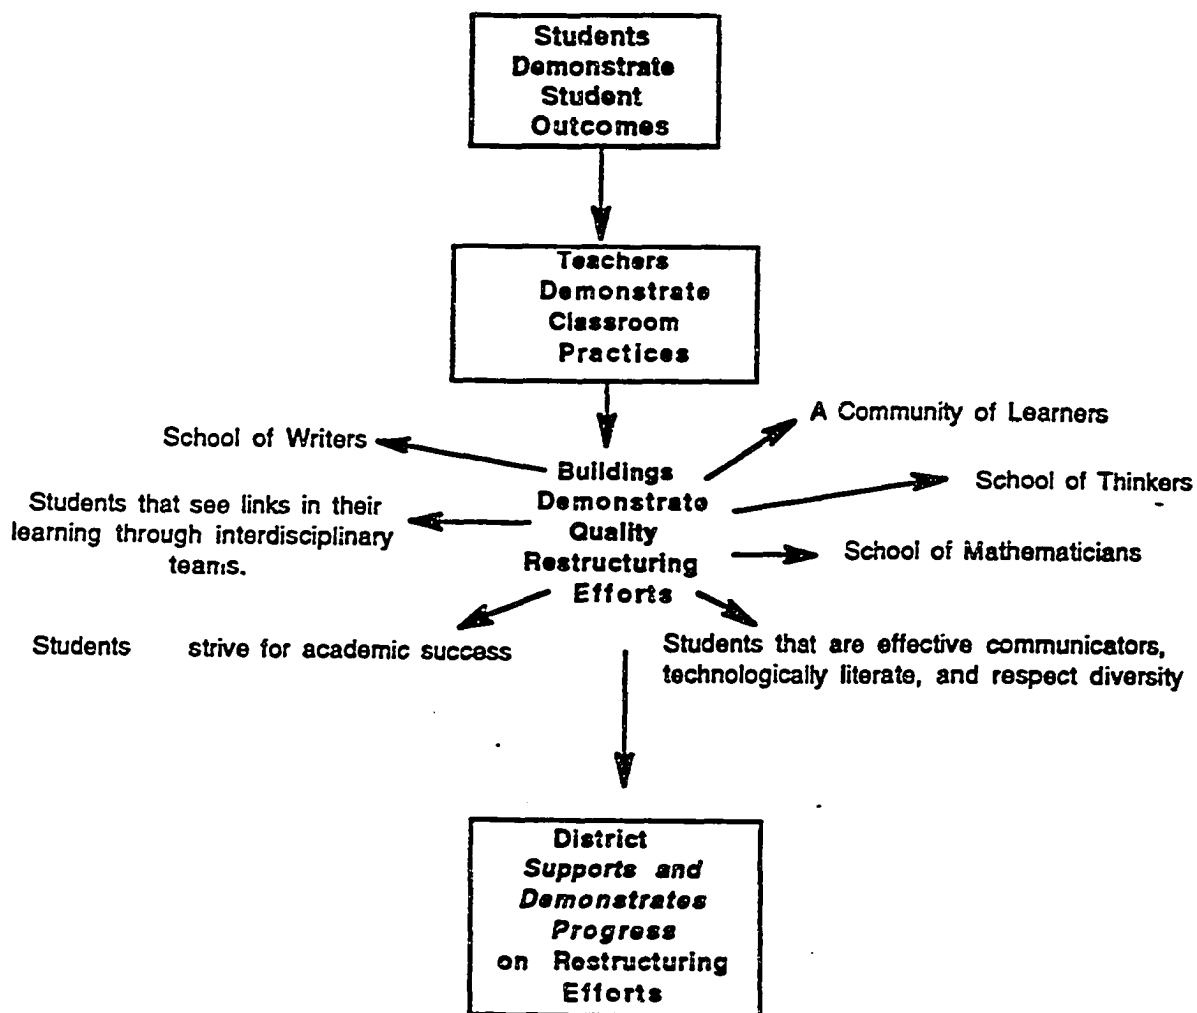 Students
Demonstrate
Student
Outcomes
Teachers
Demonstrate
Classroom
Practices
A Community of Learners
School of Writers
Buildings
Demonstrate
Quality
Restructuring
Efforts
School of Thinkers
Students that see links in their
learning through interdisciplinary
teams.
School of Mathematicians
Students strive for academic success
Students that are effective communicators,
technologically literate, and respect diversity
District
Supports and
Demonstrates
Progress
on Restructuring
Efforts